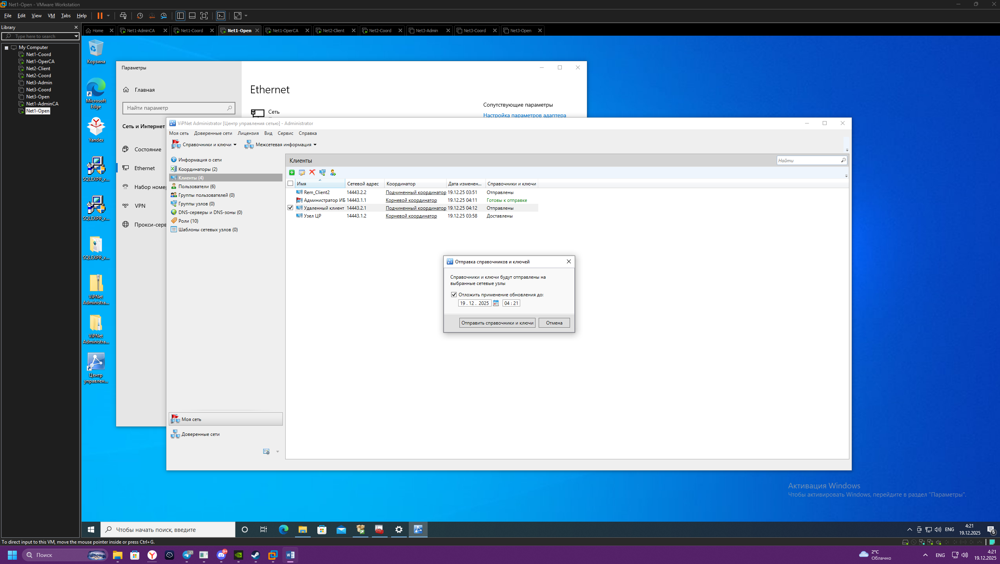 Net1-Open - VMware Workstation
File Edit View VM Tabs Help
Library
Type here to search
My Computer
Net1-Coord
Net1-OperCA
Net2-Client
Net2-Coord
Net3-Admin
Net3-Coord
Net3-Open
Net1-AdminCA
Net1-Open
Home Net1-AdminCA Net1-Coord Net1-Open Net1-OperCA Net2-Client Net2-Coord Net3-Admin Net3-Coord Net3-Open
Корзина
Microsoft
Edge
Yandex
SQLEXPR_x...
SQLEXPR_x...
SQLEXPR_x...
ViPNet
Administra...
ViPNet
Administra...
Центр
управлен...
Параметры
Главная
Найти параметр
Сеть и Интернет
Состояние
Ethernet
Набор номе
VPN
Прокси-серв
Ethernet
Сеть
Сопутствующие параметры
Настройка параметров адаптера
ViPNet Administrator [Центр управления сетью] - Administrator
Моя сеть Доверенные сети Лицензия Вид Сервис Справка
Справочники и ключи Межсетевая информация
Информация о сети
Координаторы (2)
Клиенты (4)
Пользователи (6)
Группы пользователей (0)
Группы узлов (0)
DNS-серверы и DNS-зоны (0)
Роли (10)
Шаблоны сетевых узлов (0)
Моя сеть
Доверенные сети
Клиенты
Найти
Имя Сетевой адрес Координатор Дата изменен... Справочники и ключи
Rem_Client2 14443.2.2 Подчиненный координатор 19.12.25 03:51 Отправлены
Администратор ИБ 14443.1.1 Корневой координатор 19.12.25 04:11 Готовы к отправке
Удаленный клиент 14443.2.1 Подчиненный координатор 19.12.25 04:12 Отправлены
Узел ЦР 14443.1.2 Корневой координатор 19.12.25 03:58 Доставлены
Отправка справочников и ключей
Справочники и ключи будут отправлены на
выбранные сетевые узлы
Отложить применение обновления до:
19 . 12 . 2025 04 : 21
Отправить справочники и ключи Отмена
Активация Windows
Чтобы активировать Windows, перейдите в раздел "Параметры".
Чтобы начать поиск, введите
ENG
4:21
19.12.2025
6
To direct input to this VM, move the mouse pointer inside or press Ctrl+G.
Поиск
37
9+
2°C
Облачно
ENG
4:21
19.12.2025